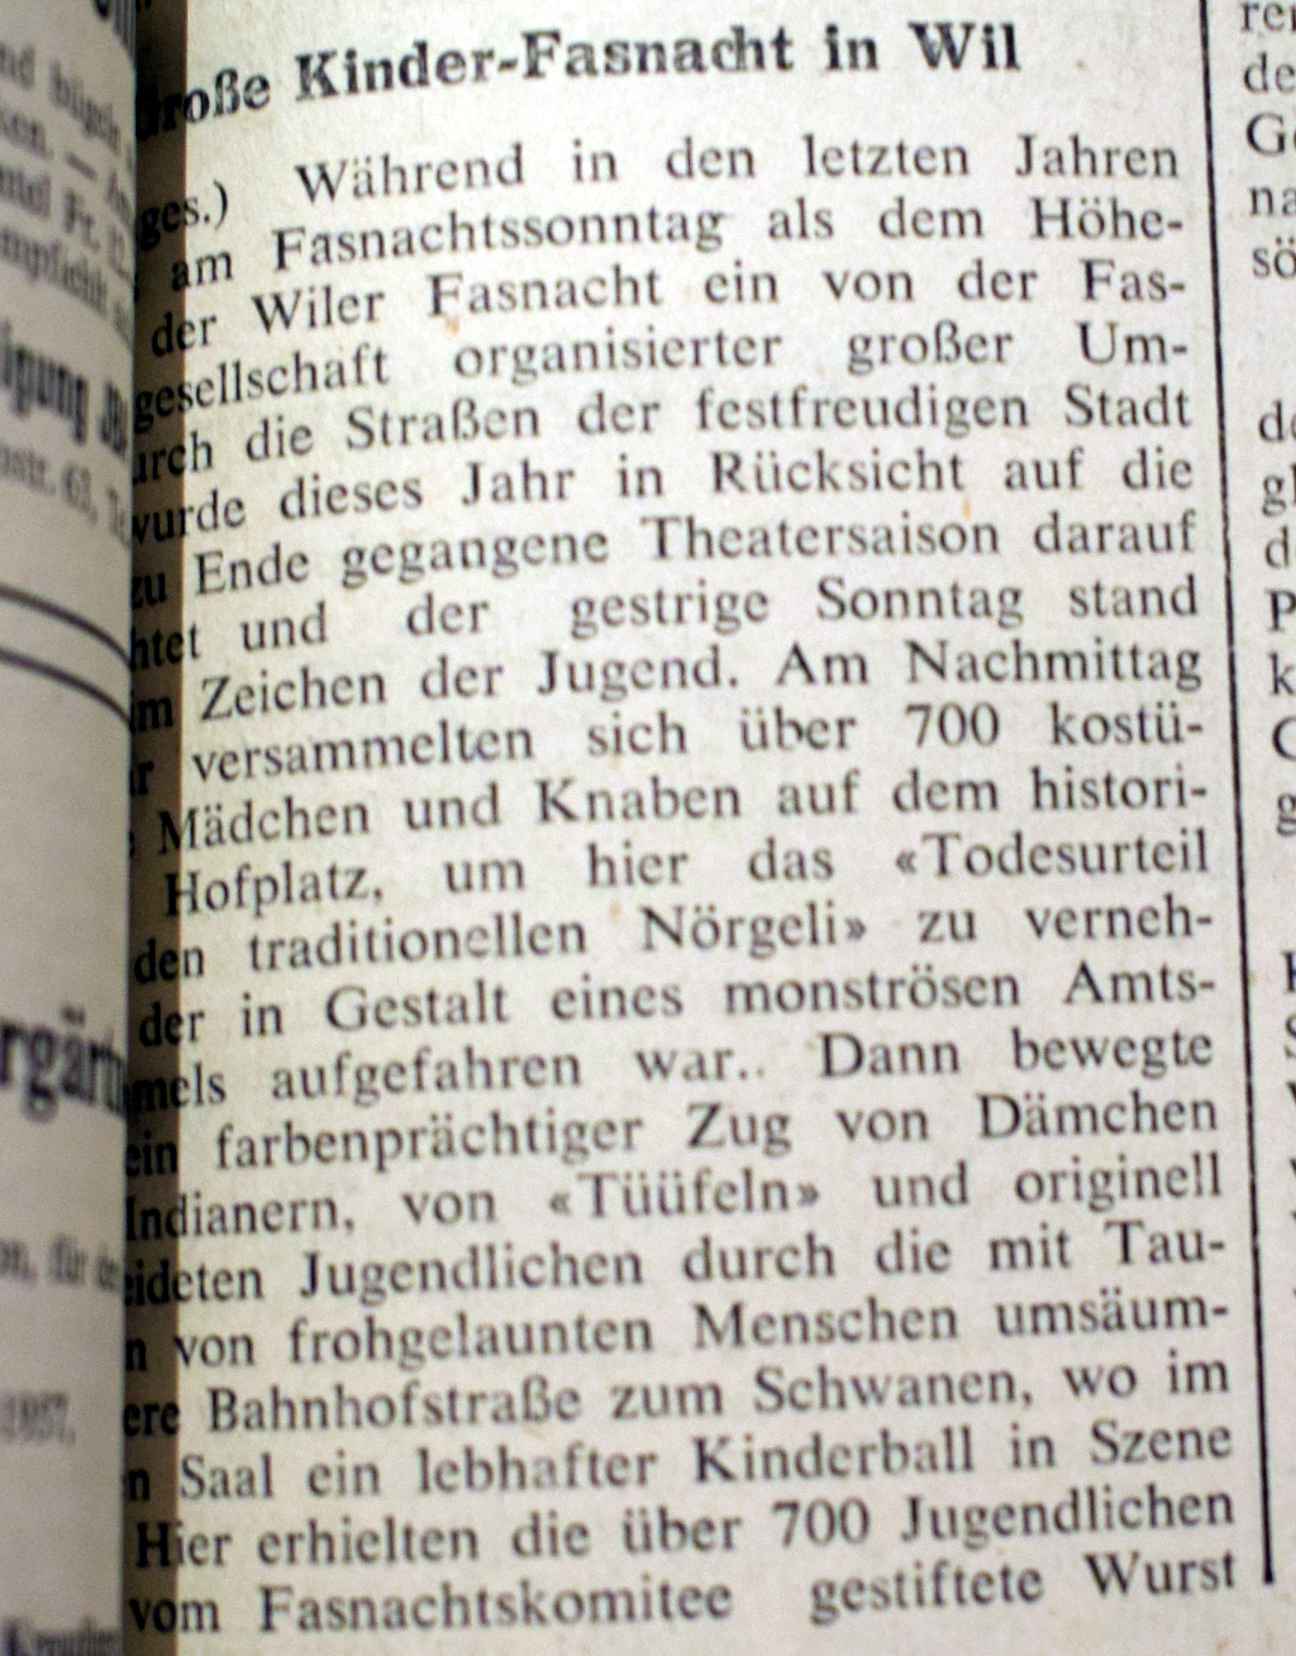 Große Kinder-Fasnacht in Wil
ges.) Während in den letzten Jahren
am Fasnachtssonntag als dem Höhe-
der Wiler Fasnacht ein von der Fas-
gesellschaft organisierter großer Um-
urch die Straßen der festfreudigen Stadt
wurde dieses Jahr in Rücksicht auf die
zu Ende gegangene Theatersaison darauf
htet und der gestrige Sonntag stand
im Zeichen der Jugend. Am Nachmittag
r versammelten sich über 700 kostü-
Mädchen und Knaben auf dem histori-
Hofplatz, um hier das «Todesurteil
den traditionellen Nörgeli» zu verneh-
der in Gestalt eines monströsen Amts-
mels aufgefahren war.. Dann bewegte
ein farbenprächtiger Zug von Dämchen
Indianern, von «Tüüfeln» und originell
eideten Jugendlichen durch die mit Tau-
n von frohgelaunten Menschen umsäum-
ere Bahnhofstraße zum Schwanen, wo im
n Saal ein lebhafter Kinderball in Szene
Hier erhielten die über 700 Jugendlichen
vom Fasnachtskomitee gestiftete Wurst